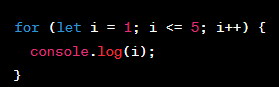 for (let i = 1; i <= 5; i++) {
  console.log(i);
}